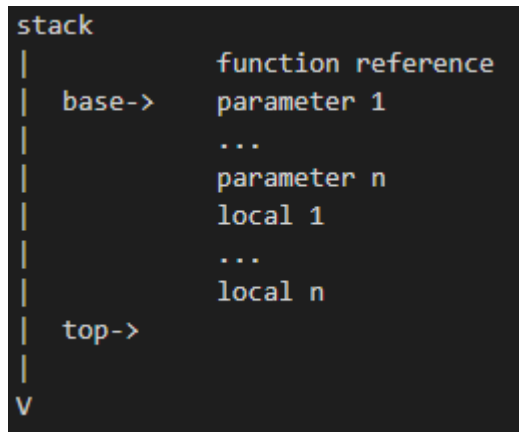 stack
| function reference
| base-> parameter 1
| ...
| parameter n
| local 1
| ...
| local n
| top->
|
V